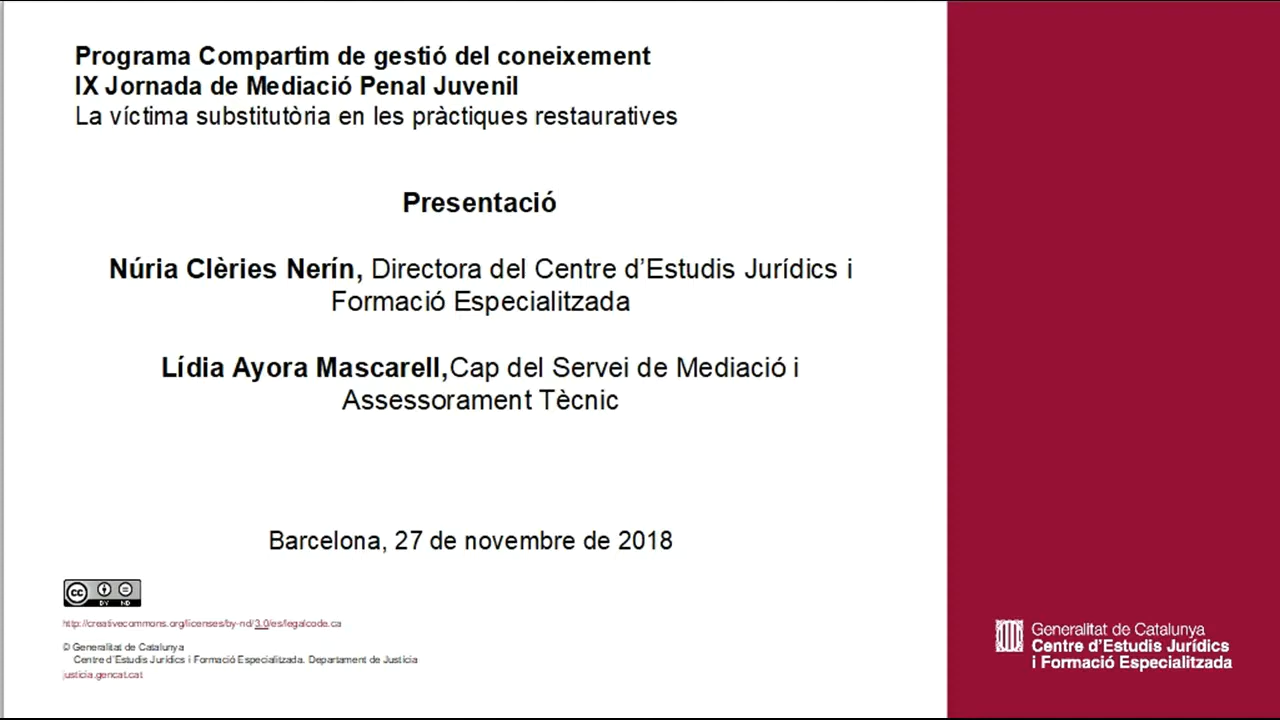 Programa Compartim de gestió del coneixement
IX Jornada de Mediació Penal Juvenil
La víctima substitutòria en les pràctiques restauratives
Presentació
Núria Clèries Nerín, Directora del Centre d’Estudis Jurídics i
Formació Especialitzada
Lídia Ayora Mascarell,Cap del Servei de Mediació i
Assessorament Tècnic
Barcelona, 27 de novembre de 2018
cc
BY ND
http://creativecommons.org/licenses/by-nd/3.0/es/legalcode.ca
© Generalitat de Catalunya
Centre d’Estudis Jurídics i Formació Especialitzada. Departament de Justícia
justicia.gencat.cat
Generalitat de Catalunya
Centre d’Estudis Jurídics
i Formació Especialitzada